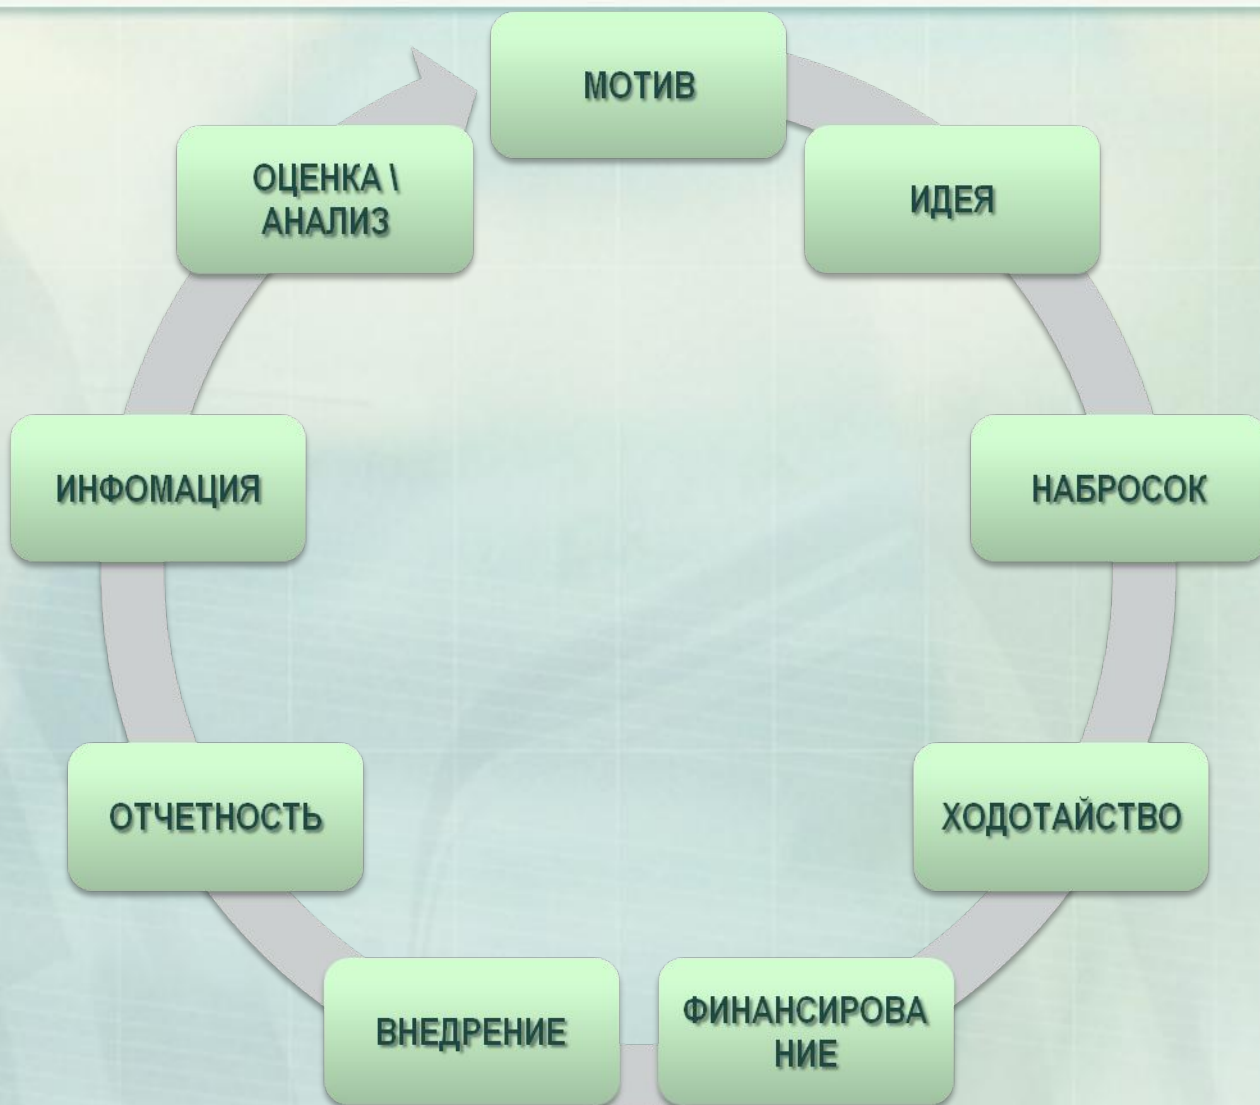 МОТИВ
ИДЕЯ
НАБРОСОК
ХОДОТАЙСТВО
ФИНАНСИРОВА
НИЕ
ВНЕДРЕНИЕ
ОТЧЕТНОСТЬ
ИНФОМАЦИЯ
ОЦЕНКА \
АНАЛИЗ